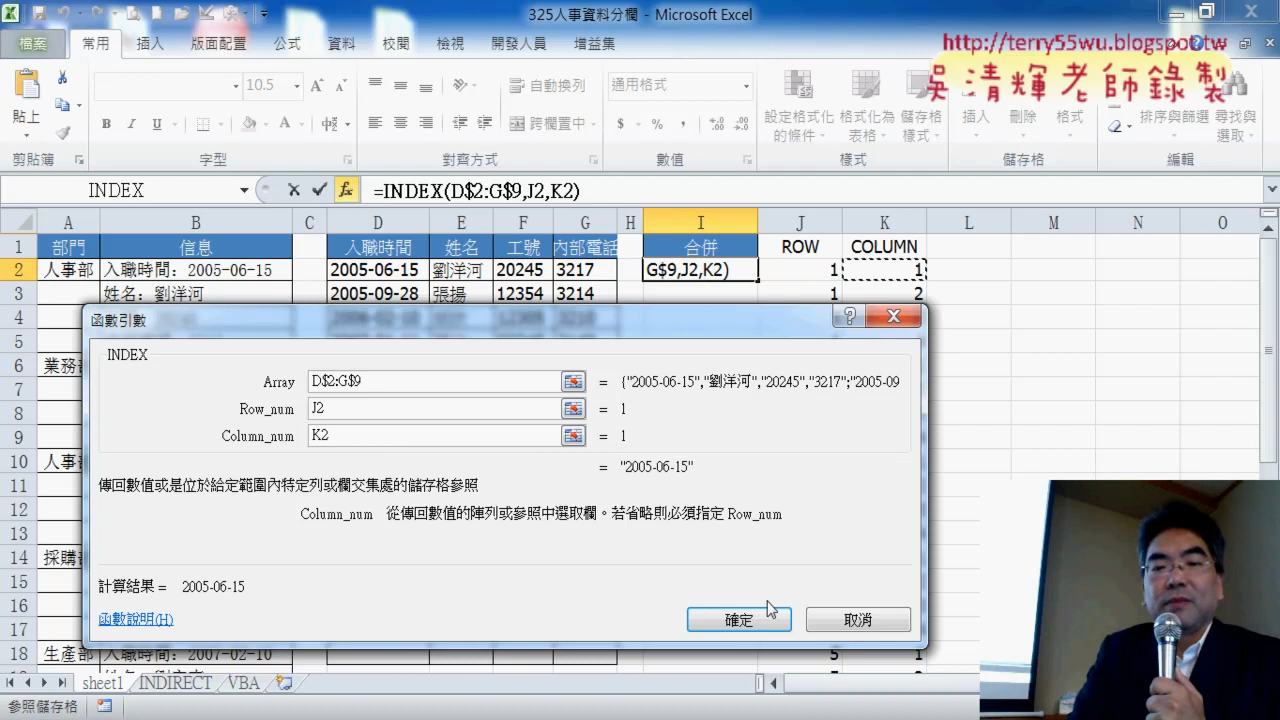 325人事資料分欄 - Microsoft Excel
檔案 常用 插入 版面配置 公式 資料 校閱 檢視 開發人員 增益集
http://terry55wu.blogspot.tw
吳清輝老師錄製
10.5 自動換列 通用格式
貼上 跨欄置中 設定格式化的條件 格式化為表格 儲存格樣式 插入 刪除 格式 排序與篩選 尋找與選取
剪貼簿 字型 對齊方式 數值 樣式 儲存格 編輯
INDEX =INDEX(D$2:G$9,J2,K2)
A B C D E F G H I J K L M N O
1 部門 信息 入職時間 姓名 工號 內部電話 合併 ROW COLUMN
2 人事部 入職時間: 2005-06-15 2005-06-15 劉洋河 20245 3217 G$9,J2,K2) 1 1
3 姓名: 劉洋河 2005-09-28 張揚 12354 3214 1 2
4
函數引數
5
INDEX
6 業務
Array D$2:G$9 = {"2005-06-15","劉洋河","20245","3217";"2005-09
7
Row_num J2 = 1
8
Column_num K2 = 1
9
= "2005-06-15"
10 人事
11 傳回數值或是位於給定範圍內特定列或欄交集處的儲存格參照
12 Column_num 從傳回數值的陣列或參照中選取欄。若省略則必須指定 Row_num
13
14 採購
15 計算結果 = 2005-06-15
16 函數說明(H) 確定 取消
17
18 生產部 入職時間: 2007-02-10 5 1
sheet1 INDIRECT VBA
參照儲存格